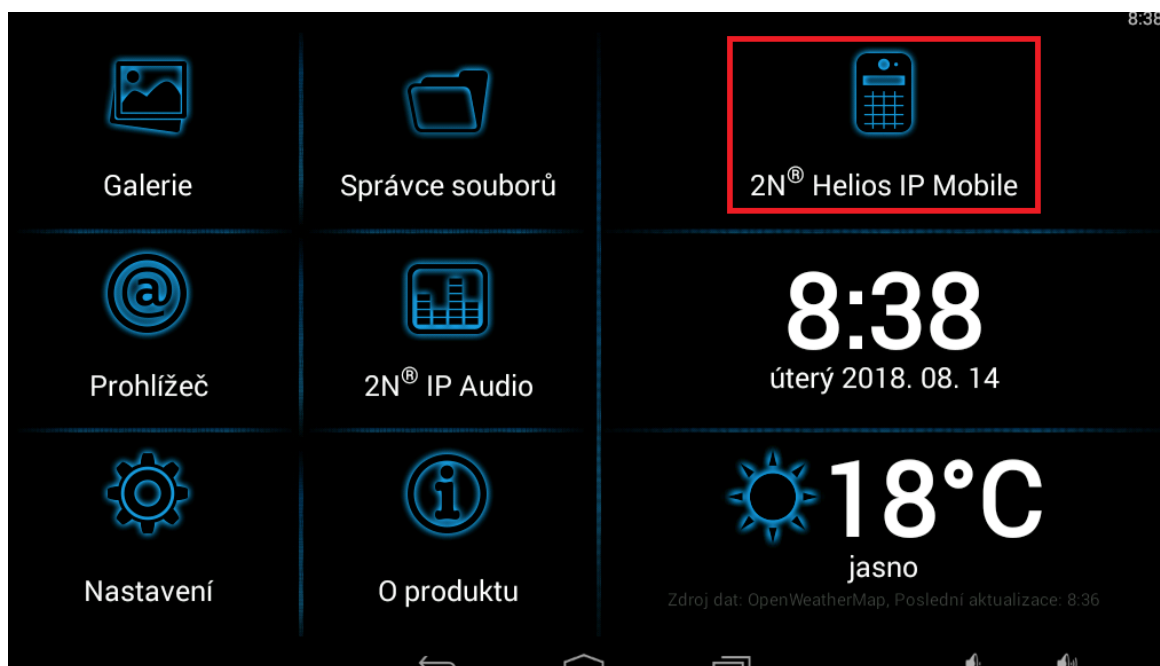 8:38
Galerie
Správce souborů
2N® Helios IP Mobile
Prohlížeč
2N® IP Audio
8:38
úterý 2018. 08. 14
Nastavení
O produktu
18°C
jasno
Zdroj dat: OpenWeatherMap, Poslední aktualizace: 8:36